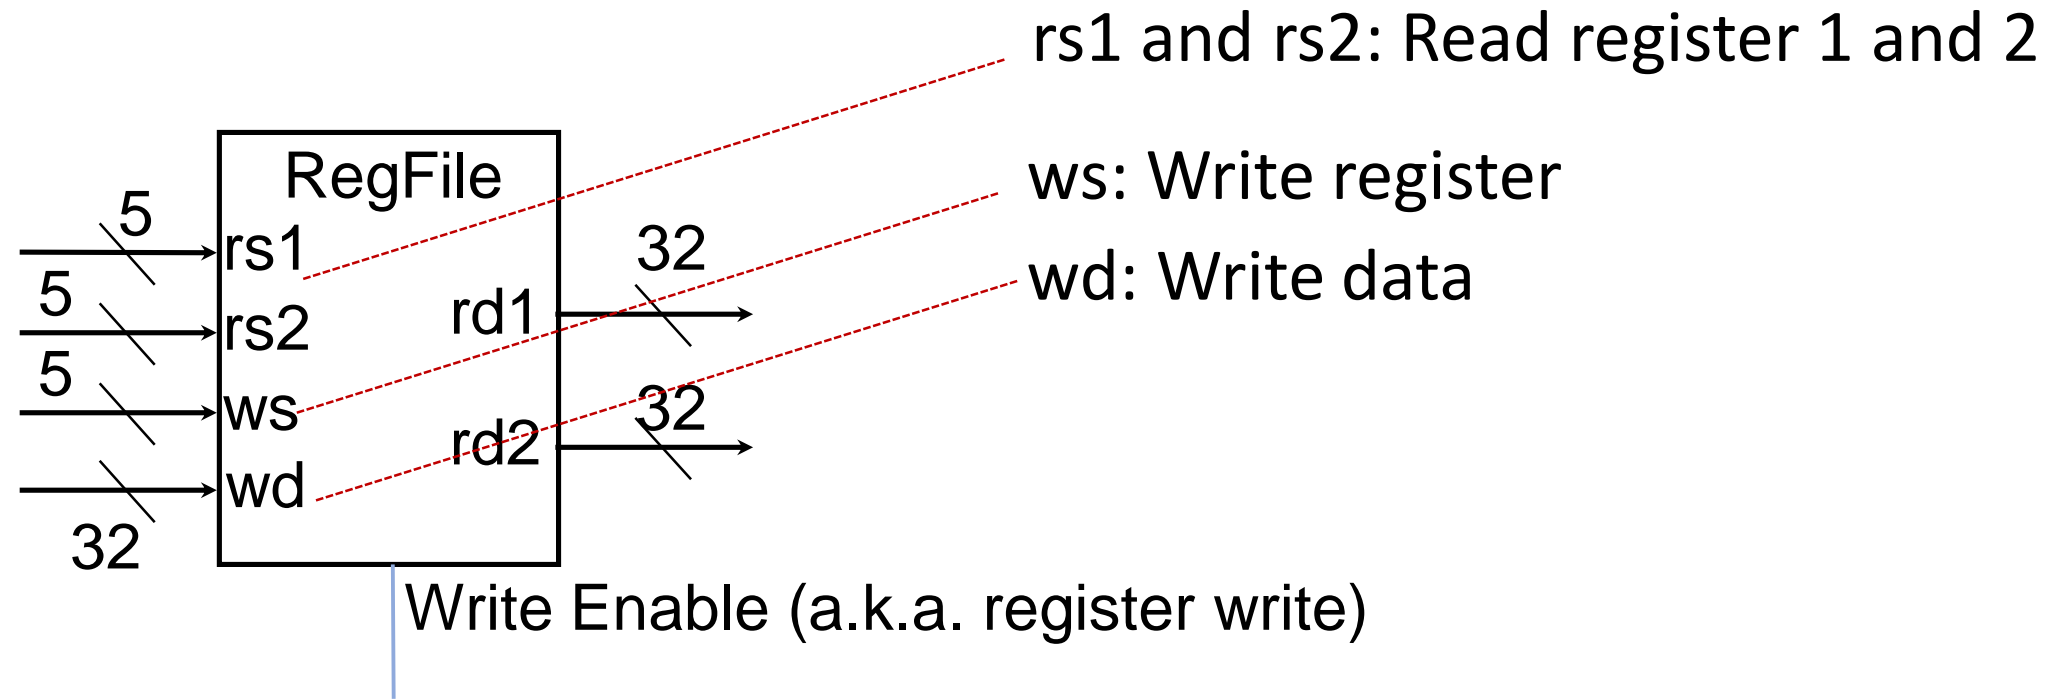 rs1 and rs2: Read register 1 and 2
RegFile
ws: Write register
5
rs1
32
wd: Write data
5
rs2
rd1
5
ws
32
rd2
wd
32
Write Enable (a.k.a. register write)